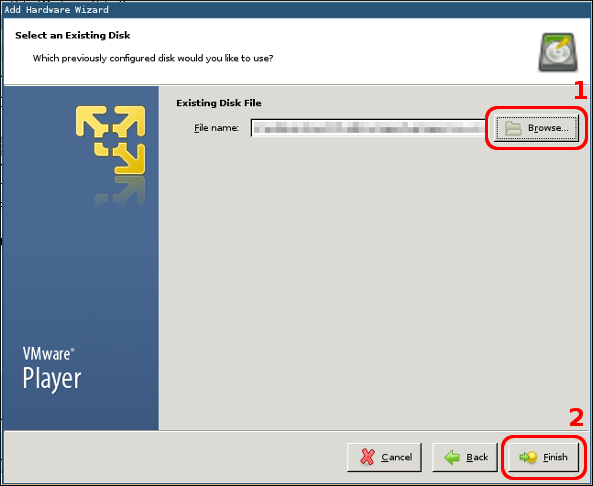 Add Hardware Wizard
Select an Existing Disk
Which previously configured disk would you like to use?
1
Existing Disk File
File name:
Browse...
VMware®
Player
2
Cancel
Back
Finish